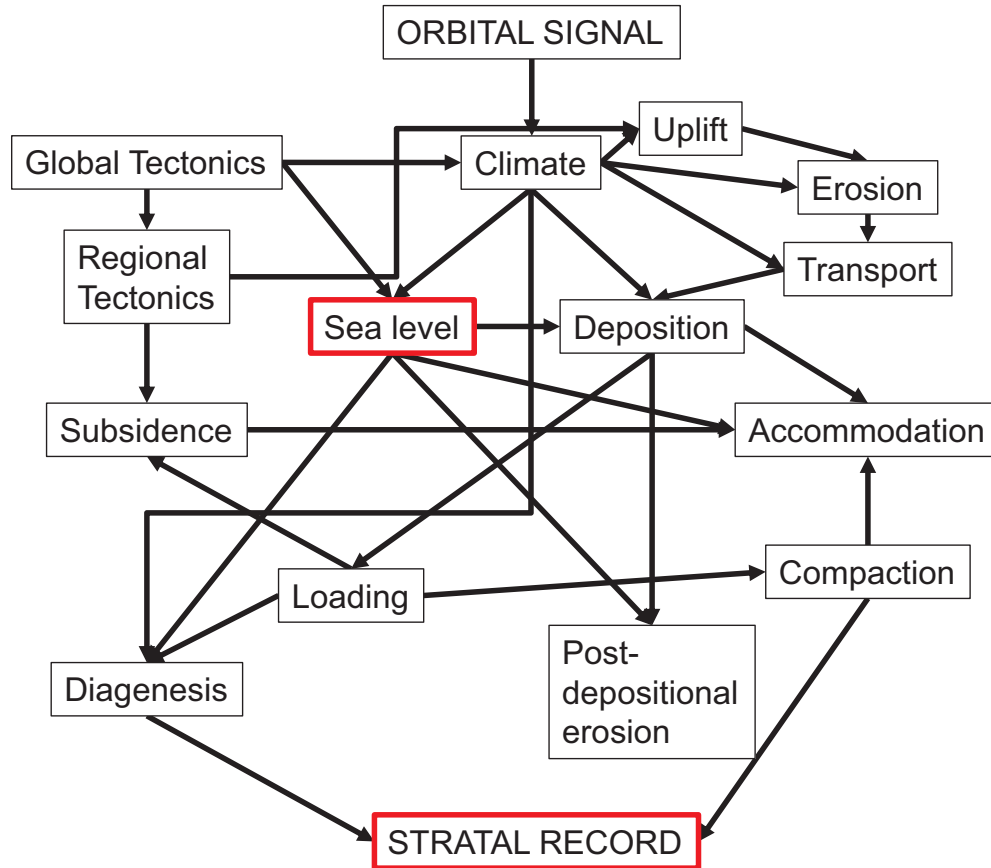 ORBITAL SIGNAL
Uplift
Global Tectonics
Climate
Erosion
Regional
Tectonics
Transport
Sea level
Deposition
Subsidence
Accommodation
Loading
Compaction
Post-
depositional
erosion
Diagenesis
STRATAL RECORD